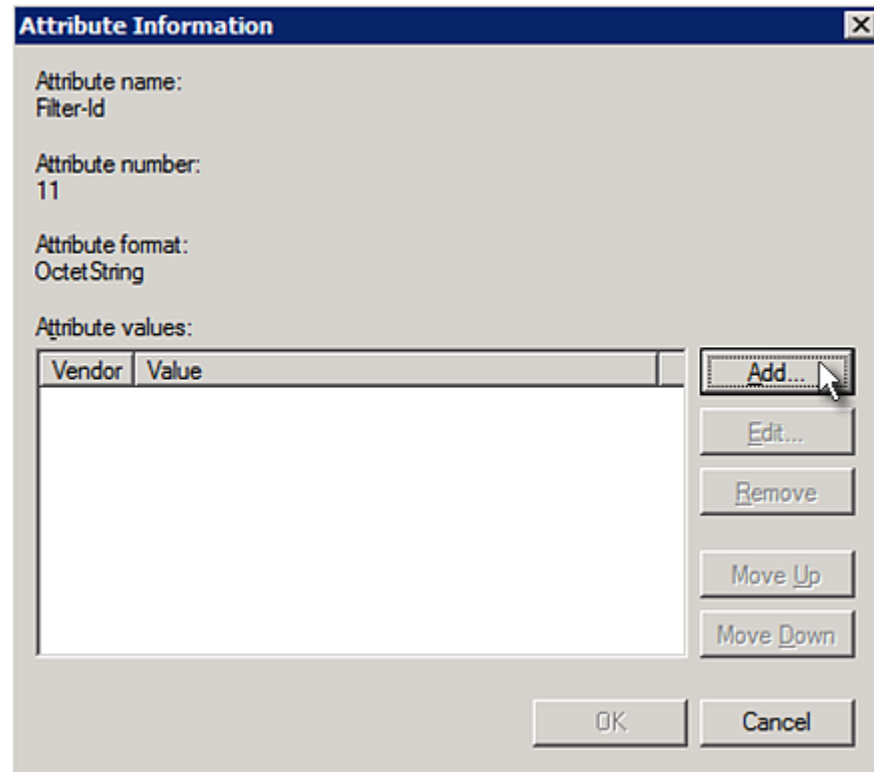 Attribute Information
Attribute name:
Filter-Id
Attribute number:
11
Attribute format:
OctetString
Attribute values:
Vendor Value
Add...
Edit...
Remove
Move Up
Move Down
OK Cancel